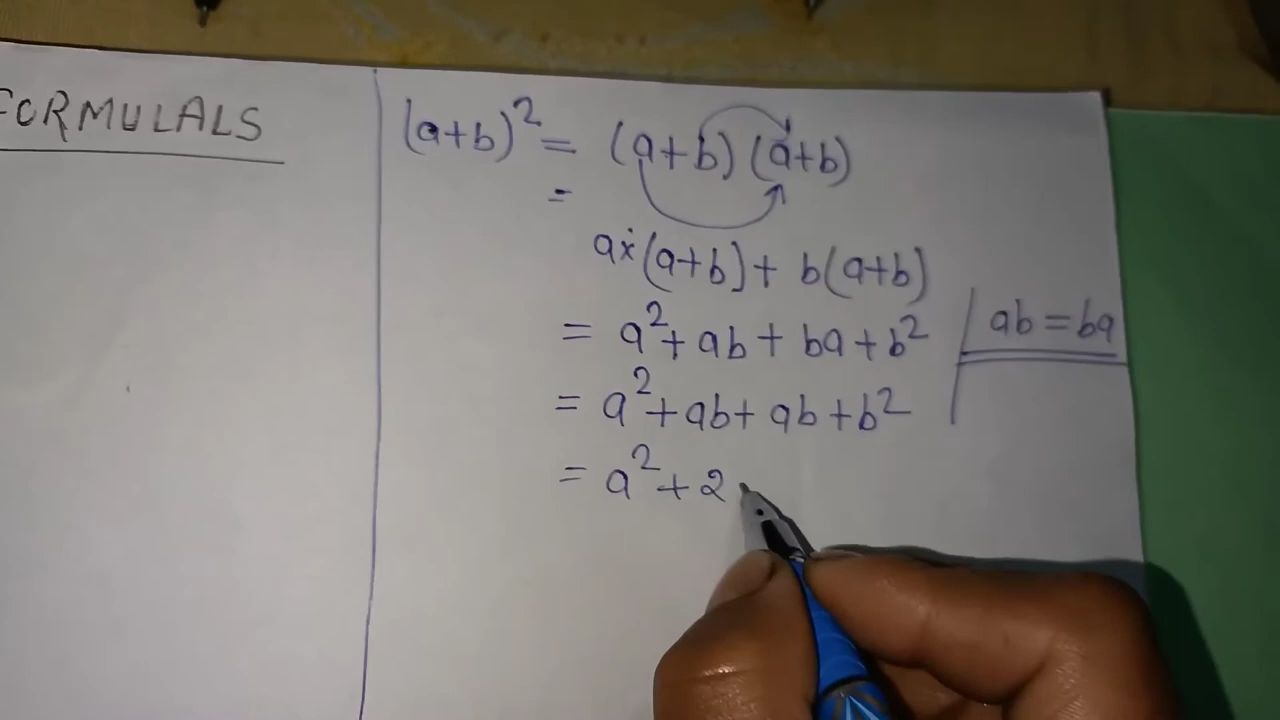 FORMULALS
(a+b)² = (a+b)(a+b)
=
a×(a+b)+ b(a+b)
= a²+ab+ba+b²
ab=ba
= a²+ab+ab+b²
= a²+2